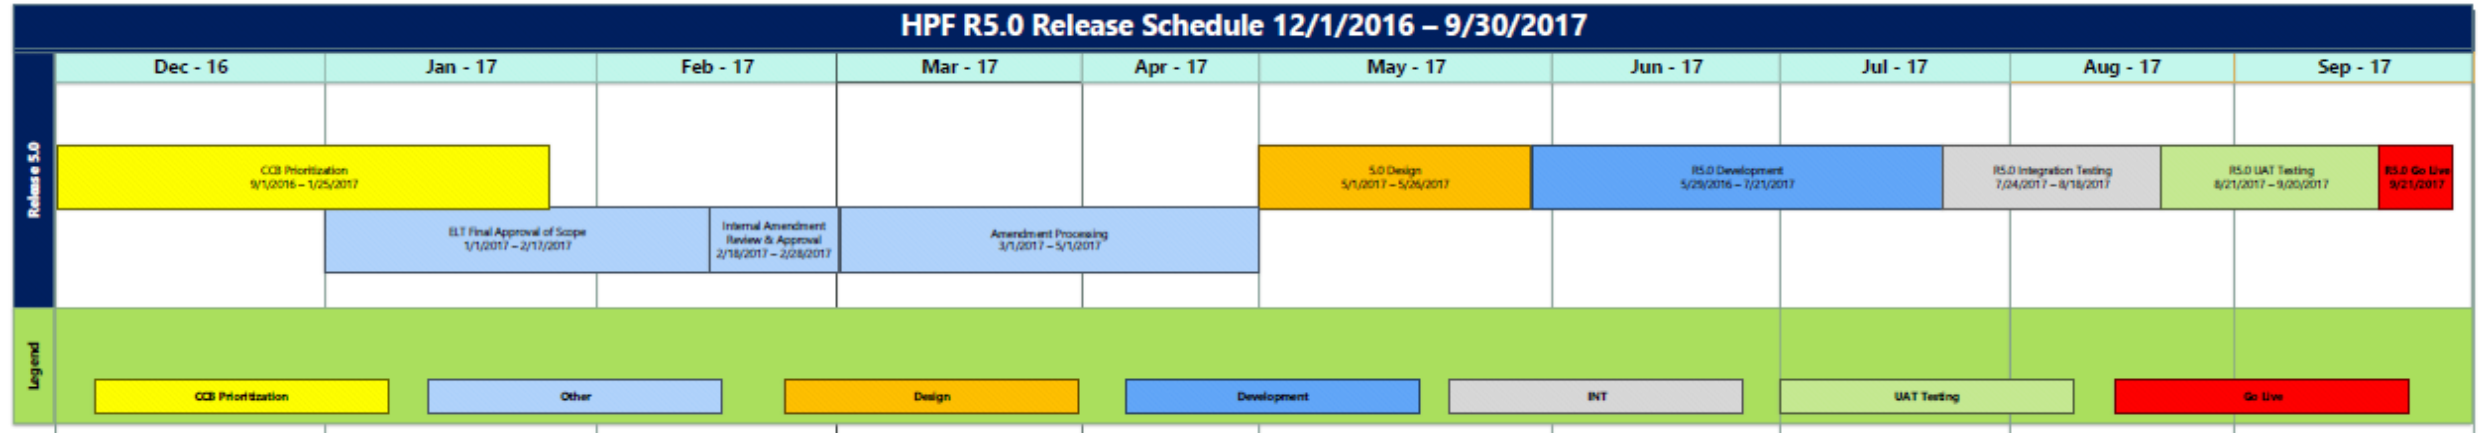 HPF R5.0 Release Schedule 12/1/2016 – 9/30/2017
Dec - 16
Jan - 17
Feb - 17
Mar - 17
Apr - 17
May - 17
Jun - 17
Jul - 17
Aug - 17
Sep - 17
Release 5.0
CCB Prioritization
9/1/2016 – 1/25/2017
5.0 Design
5/1/2017 – 5/26/2017
R5.0 Development
5/29/2016 – 7/21/2017
R5.0 Integration Testing
7/24/2017 – 8/18/2017
R5.0 UAT Testing
8/21/2017 – 9/20/2017
R5.0 Go Live
9/21/2017
ELT Final Approval of Scope
1/1/2017 – 2/17/2017
Internal Amendment
Review & Approval
2/18/2017 – 2/28/2017
Amendment Processing
3/1/2017 – 5/1/2017
Legend
CCB Prioritization
Other
Design
Development
INT
UAT Testing
Go Live